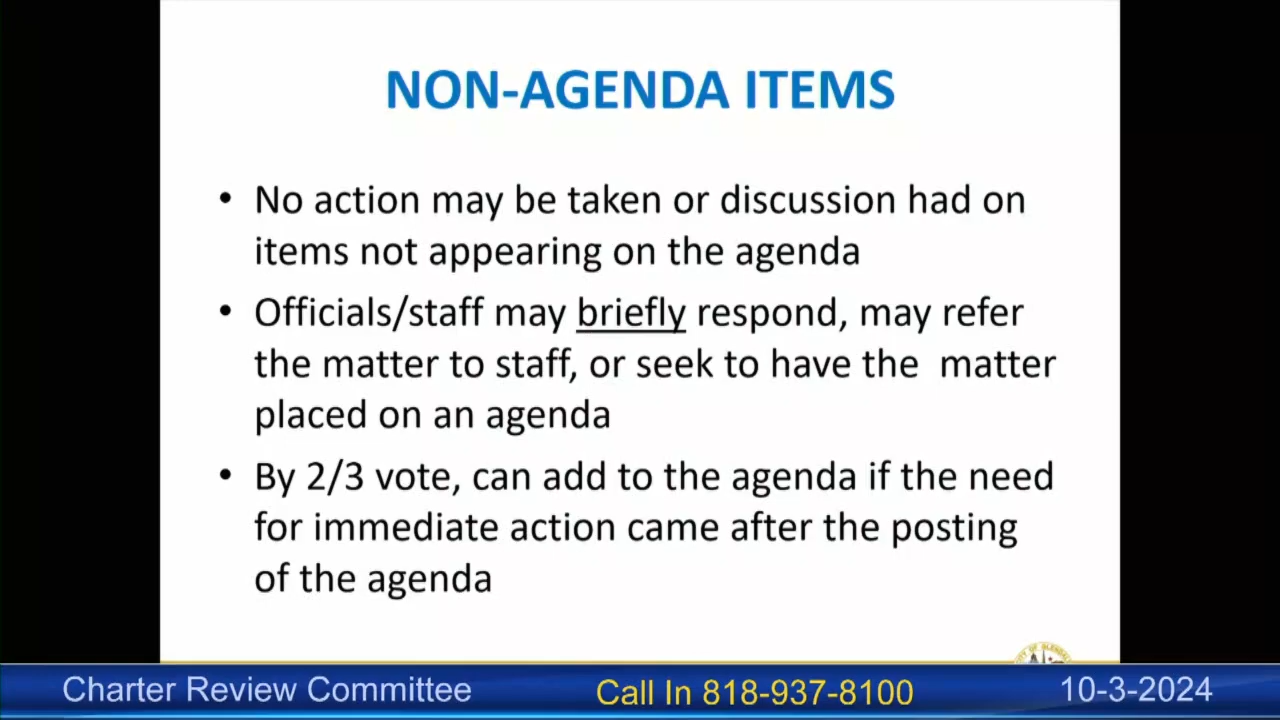 NON-AGENDA ITEMS
• No action may be taken or discussion had on
items not appearing on the agenda
• Officials/staff may briefly respond, may refer
the matter to staff, or seek to have the  matter
placed on an agenda
• By 2/3 vote, can add to the agenda if the need
for immediate action came after the posting
of the agenda
Charter Review Committee
Call In 818-937-8100
10-3-2024